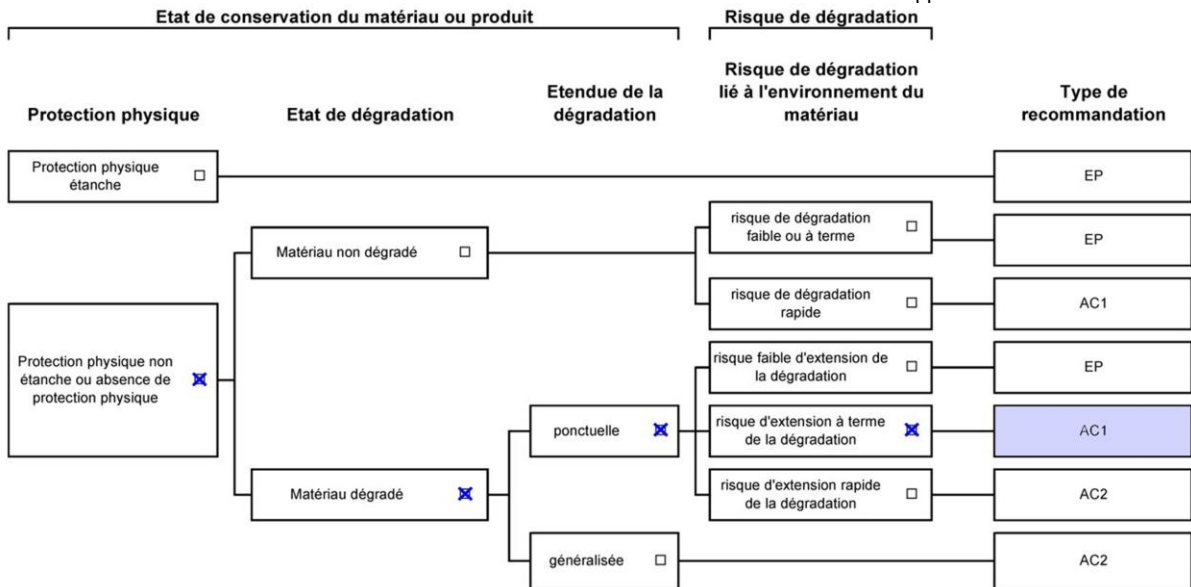 Etat de conservation du matériau ou produit
Risque de dégradation
Protection physique
Etat de dégradation
Etendue de la
dégradation
Risque de dégradation
lié à l'environnement du
matériau
Type de
recommandation
Protection physique
étanche
EP
Matériau non dégradé
risque de dégradation
faible ou à terme
EP
risque de dégradation
rapide
AC1
Protection physique non
étanche ou absence de
protection physique
risque faible d'extension de
la dégradation
EP
ponctuelle
risque d'extension à terme
de la dégradation
AC1
Matériau dégradé
risque d'extension rapide
de la dégradation
AC2
généralisée
AC2